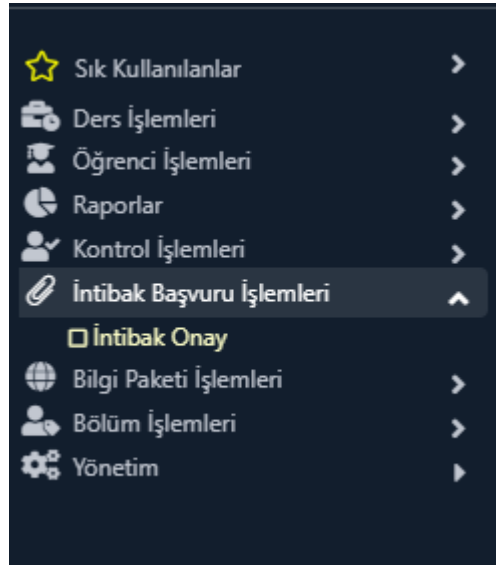 Sık Kullanılanlar
Ders İşlemleri
Öğrenci İşlemleri
Raporlar
Kontrol İşlemleri
İntibak Başvuru İşlemleri
İntibak Onay
Bilgi Paketi İşlemleri
Bölüm İşlemleri
Yönetim